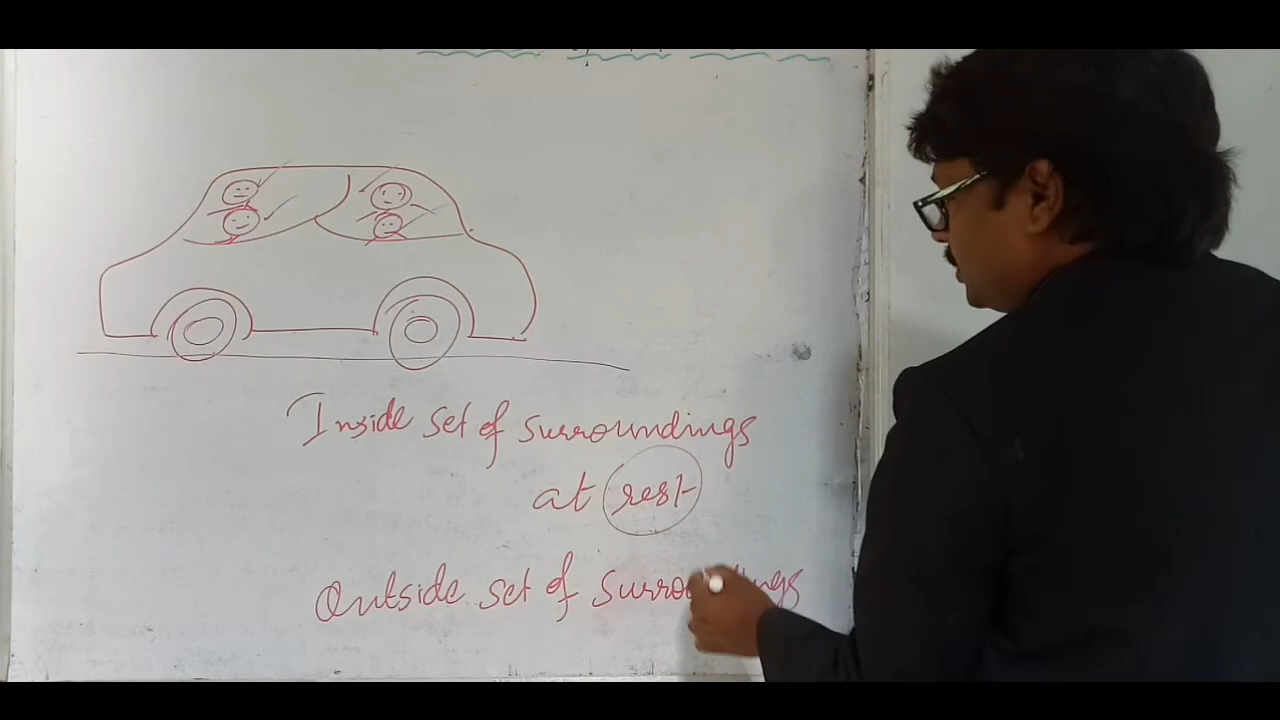 Inside set of surroundings
at rest
Outside set of surroundings